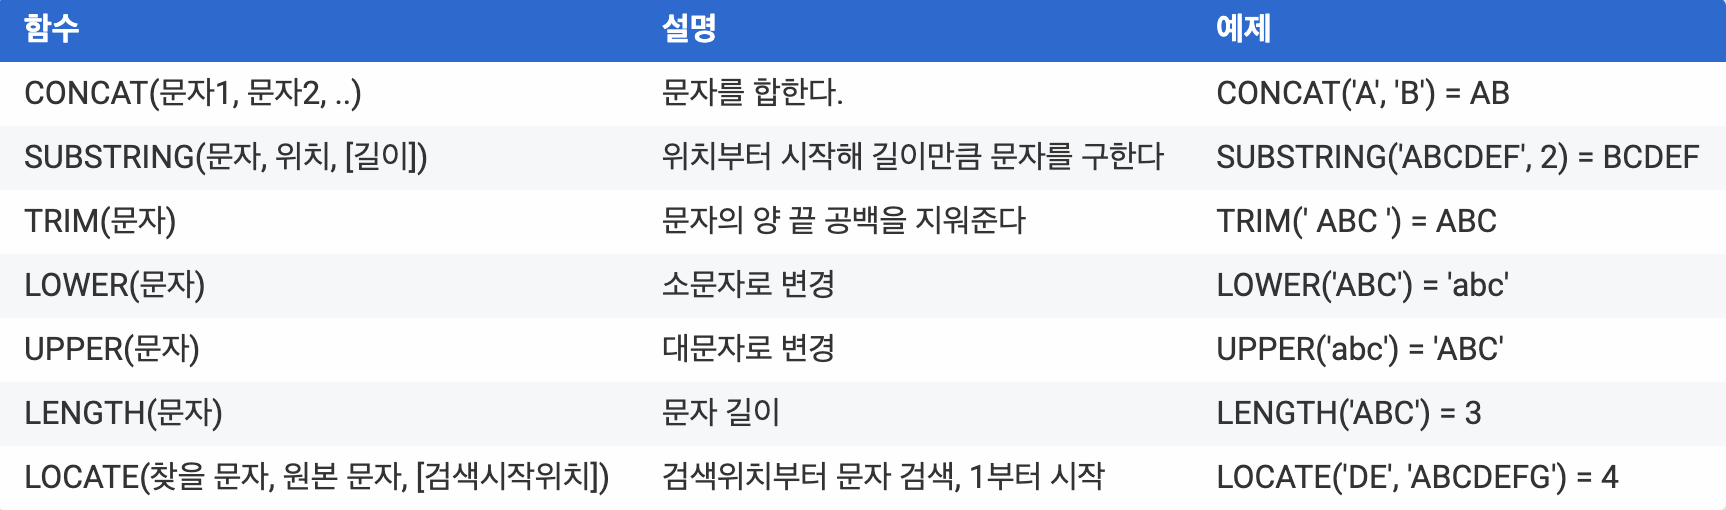 함수 설명 예제
CONCAT(문자1, 문자2, ..) 문자를 합한다. CONCAT('A', 'B') = AB
SUBSTRING(문자, 위치, [길이]) 위치부터 시작해 길이만큼 문자를 구한다 SUBSTRING('ABCDEF', 2) = BCDEF
TRIM(문자) 문자의 양 끝 공백을 지워준다 TRIM(' ABC ') = ABC
LOWER(문자) 소문자로 변경 LOWER('ABC') = 'abc'
UPPER(문자) 대문자로 변경 UPPER('abc') = 'ABC'
LENGTH(문자) 문자 길이 LENGTH('ABC') = 3
LOCATE(찾을 문자, 원본 문자, [검색시작위치]) 검색위치부터 문자 검색, 1부터 시작 LOCATE('DE', 'ABCDEFG') = 4